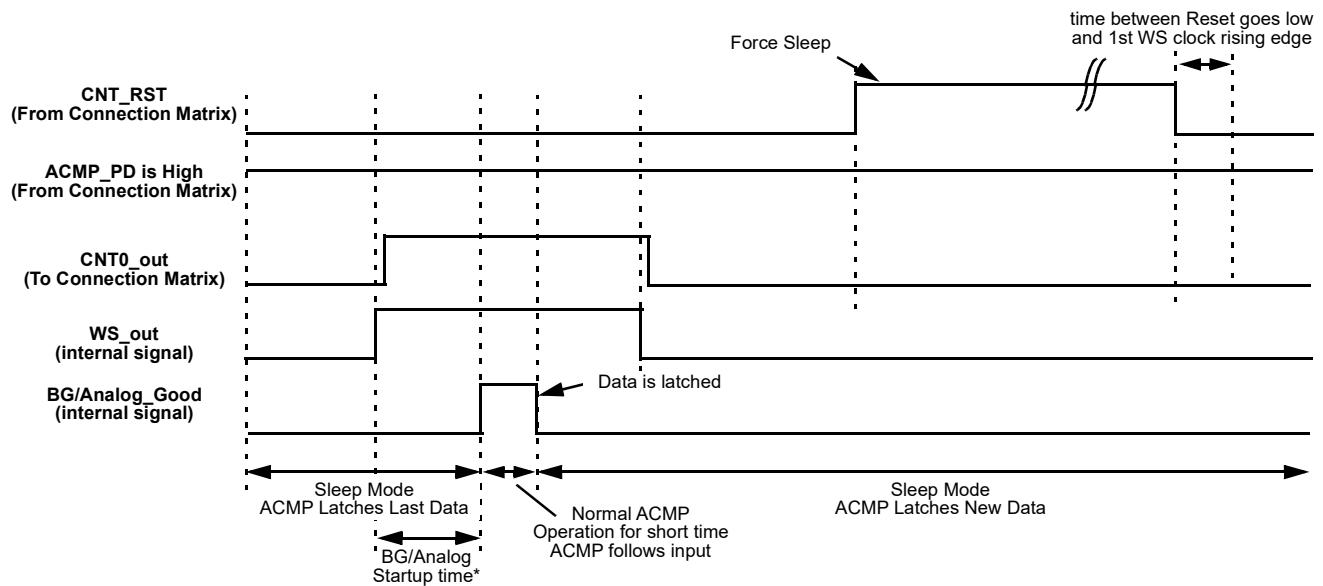 time between Reset goes low
and 1st WS clock rising edge
Force Sleep
CNT_RST
(From Connection Matrix)
ACMP_PD is High
(From Connection Matrix)
CNT0_out
(To Connection Matrix)
WS_out
(internal signal)
BG/Analog_Good
(internal signal)
Data is latched
Sleep Mode
ACMP Latches Last Data
Normal ACMP
Operation for short time
ACMP follows input
Sleep Mode
ACMP Latches New Data
BG/Analog
Startup time*